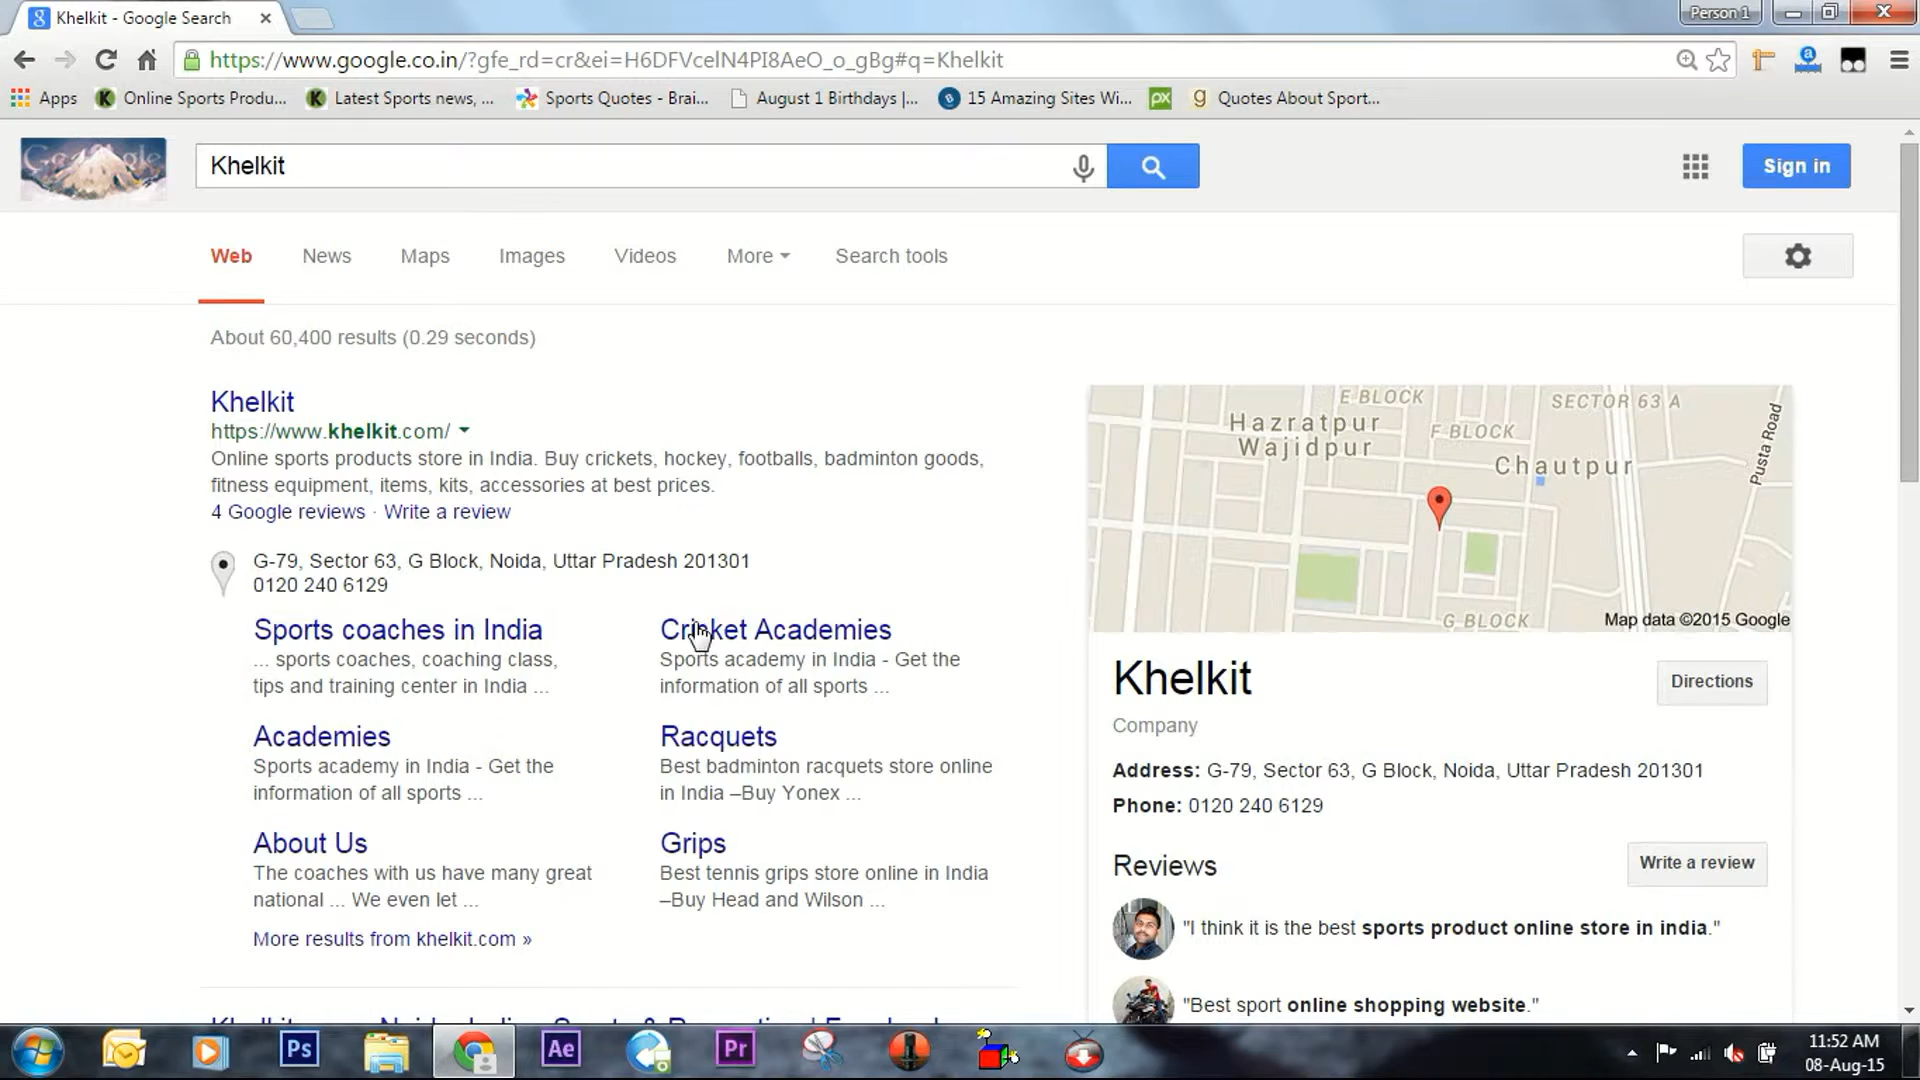 Khelkit - Google Search
Person 1
https://www.google.co.in/?gfe_rd=cr&ei=H6DFVcelN4PI8AeO_o_gBg#q=Khelkit
Apps
Online Sports Produ...
Latest Sports news, ...
Sports Quotes - Brai...
August 1 Birthdays |...
15 Amazing Sites Wi...
px
Quotes About Sport...
Google
Khelkit
Sign in
Web
News
Maps
Images
Videos
More
Search tools
About 60,400 results (0.29 seconds)
Khelkit
https://www.khelkit.com/
Online sports products store in India. Buy crickets, hockey, footballs, badminton goods,
fitness equipment, items, kits, accessories at best prices.
4 Google reviews · Write a review
G-79, Sector 63, G Block, Noida, Uttar Pradesh 201301
0120 240 6129
Sports coaches in India
... sports coaches, coaching class,
tips and training center in India ...
Cricket Academies
Sports academy in India - Get the
information of all sports ...
Academies
Sports academy in India - Get the
information of all sports ...
Racquets
Best badminton racquets store online
in India –Buy Yonex ...
About Us
The coaches with us have many great
national ... We even let ...
Grips
Best tennis grips store online in India
–Buy Head and Wilson ...
More results from khelkit.com »
E BLOCK
SECTOR 63 A
Hazratpur
Wajidpur
F BLOCK
Chautpur
Pusta Road
G BLOCK
Map data ©2015 Google
Khelkit
Directions
Company
Address: G-79, Sector 63, G Block, Noida, Uttar Pradesh 201301
Phone: 0120 240 6129
Reviews
Write a review
"I think it is the best sports product online store in india."
"Best sport online shopping website."
Ps
Ae
Pr
11:52 AM
08-Aug-15